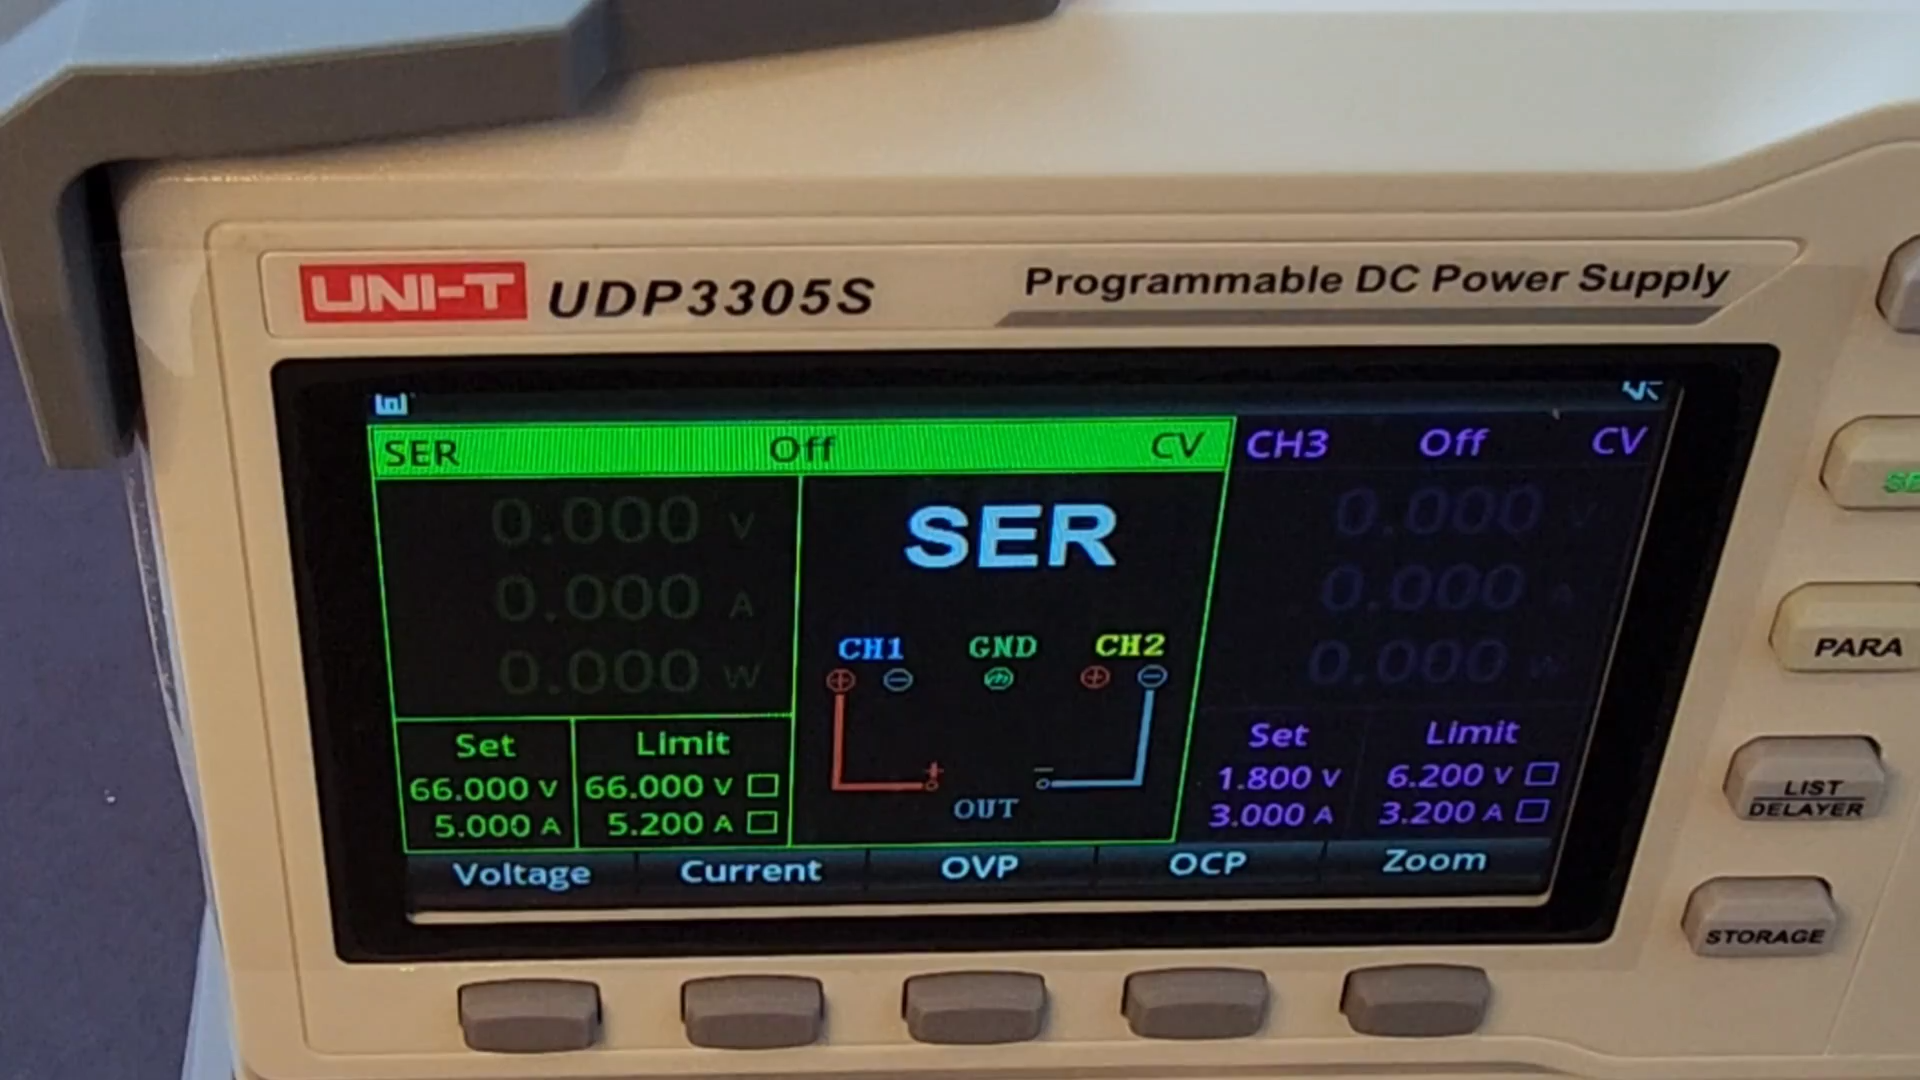 UNI-T UDP3305S Programmable DC Power Supply
SER Off CV CH3 Off CV
0.000 V SER 0.000 V
0.000 A 0.000 A
0.000 W 0.000 W
CH1 GND CH2
+ −
OUT
Set Limit Set Limit
66.000 V 66.000 V 1.800 V 6.200 V
5.000 A 5.200 A 3.000 A 3.200 A
Voltage Current OVP OCP Zoom
PARA
LIST
DELAYER
STORAGE